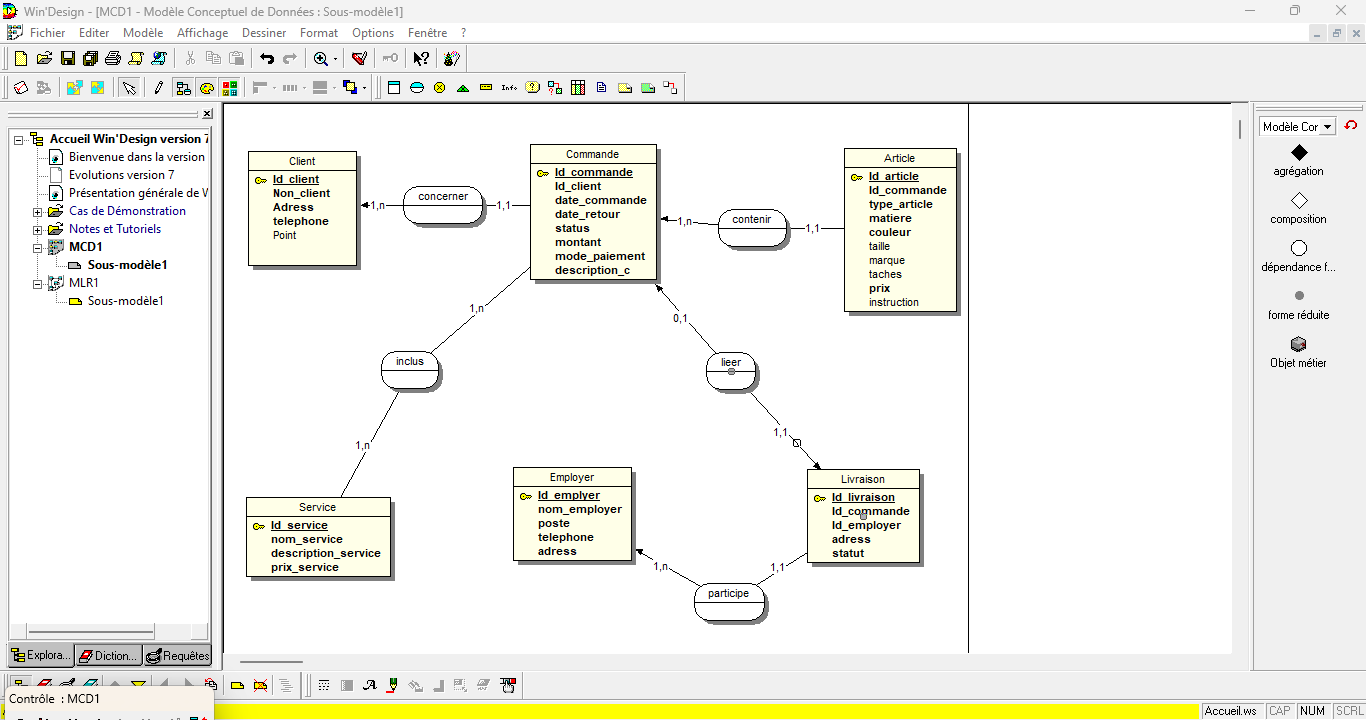 Win'Design - [MCD1 - Modèle Conceptuel de Données : Sous-modèle1]
Fichier Editer Modèle Affichage Dessiner Format Options Fenêtre ?
Info
Accueil Win'Design version 7
Bienvenue dans la version
Evolutions version 7
Présentation générale de W
Cas de Démonstration
Notes et Tutoriels
MCD1
Sous-modèle1
MLR1
Sous-modèle1
Explora... Diction... Requêtes
Client
Id_client
Non_client
Adress
telephone
Point
1,n
concerner
1,1
Commande
Id_commande
Id_client
date_commande
date_retour
status
montant
mode_paiement
description_c
1,n
contenir
1,1
Article
Id_article
Id_commande
type_article
matiere
couleur
taille
marque
taches
prix
instruction
1,n
inclus
1,n
0,1
lieer
1,1
Service
Id_service
nom_service
description_service
prix_service
Employer
Id_emplyer
nom_employer
poste
telephone
adress
Livraison
Id_livraison
Id_commande
Id_employer
adress
statut
1,n
participe
1,1
Modèle Cor
agrégation
composition
dépendance f...
forme réduite
Objet métier
Contrôle : MCD1
Accueil.ws CAP NUM SCRL